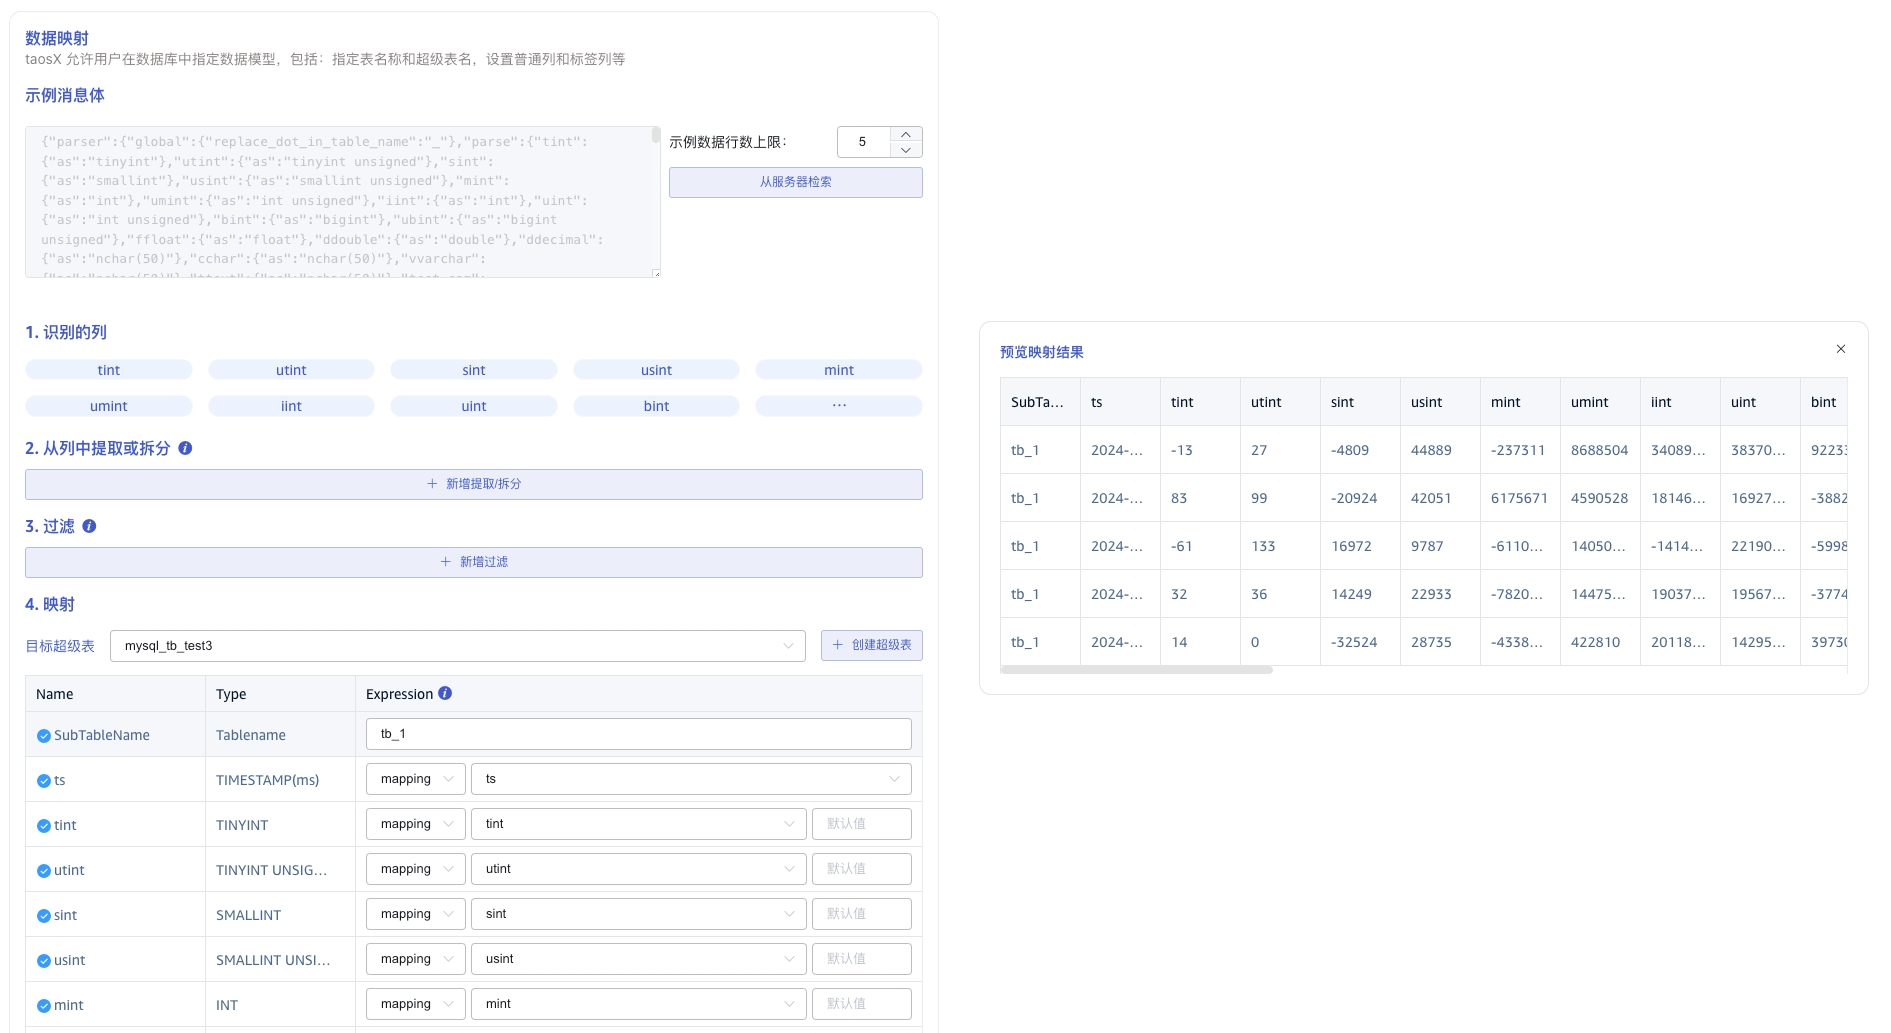 数据映射
taosX 允许用户在数据库中指定数据模型，包括：指定表名称和超级表名，设置普通列和标签列等
示例消息体
{"parser":{"global":{"replace_dot_in_table_name":"_"},"parse":{"tint":
{"as":"tinyint"},"utint":{"as":"tinyint unsigned"},"sint":
{"as":"smallint"},"usint":{"as":"smallint unsigned"},"mint":
{"as":"int"},"umint":{"as":"int unsigned"},"iint":{"as":"int"},"uint":
{"as":"int unsigned"},"bint":{"as":"bigint"},"ubint":{"as":"bigint
unsigned"},"ffloat":{"as":"float"},"ddouble":{"as":"double"},"ddecimal":
{"as":"nchar(50)"},"cchar":{"as":"nchar(50)"},"vvarchar":
示例数据行数上限：
5
从服务器检索
1. 识别的列
tint utint sint usint mint
umint iint uint bint ···
2. 从列中提取或拆分
+ 新增提取/拆分
3. 过滤
+ 新增过滤
4. 映射
目标超级表 mysql_tb_test3 + 创建超级表
Name Type Expression
SubTableName Tablename tb_1
ts TIMESTAMP(ms) mapping ts
tint TINYINT mapping tint 默认值
utint TINYINT UNSIG... mapping utint 默认值
sint SMALLINT mapping sint 默认值
usint SMALLINT UNSI... mapping usint 默认值
mint INT mapping mint 默认值
预览映射结果
SubTa... ts tint utint sint usint mint umint iint uint bint
tb_1 2024-... -13 27 -4809 44889 -237311 8688504 34089... 38370... 9223
tb_1 2024-... 83 99 -20924 42051 6175671 4590528 18146... 16927... -3882
tb_1 2024-... -61 133 16972 9787 -6110... 14050... -1414... 22190... -5998
tb_1 2024-... 32 36 14249 22933 -7820... 14475... 19037... 19567... -3774
tb_1 2024-... 14 0 -32524 28735 -4338... 422810 20118... 14295... 3973